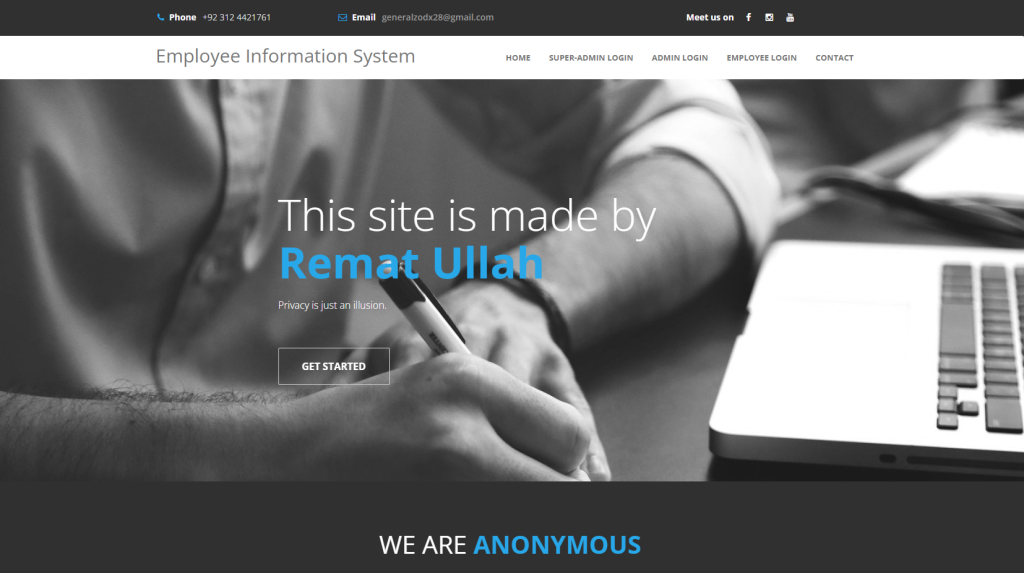 Phone +92 312 4421761
Email generalzodx28@gmail.com
Meet us on
Employee Information System
HOME
SUPER-ADMIN LOGIN
ADMIN LOGIN
EMPLOYEE LOGIN
CONTACT
This site is made by
Remat Ullah
Privacy is just an illusion.
GET STARTED
WE ARE ANONYMOUS